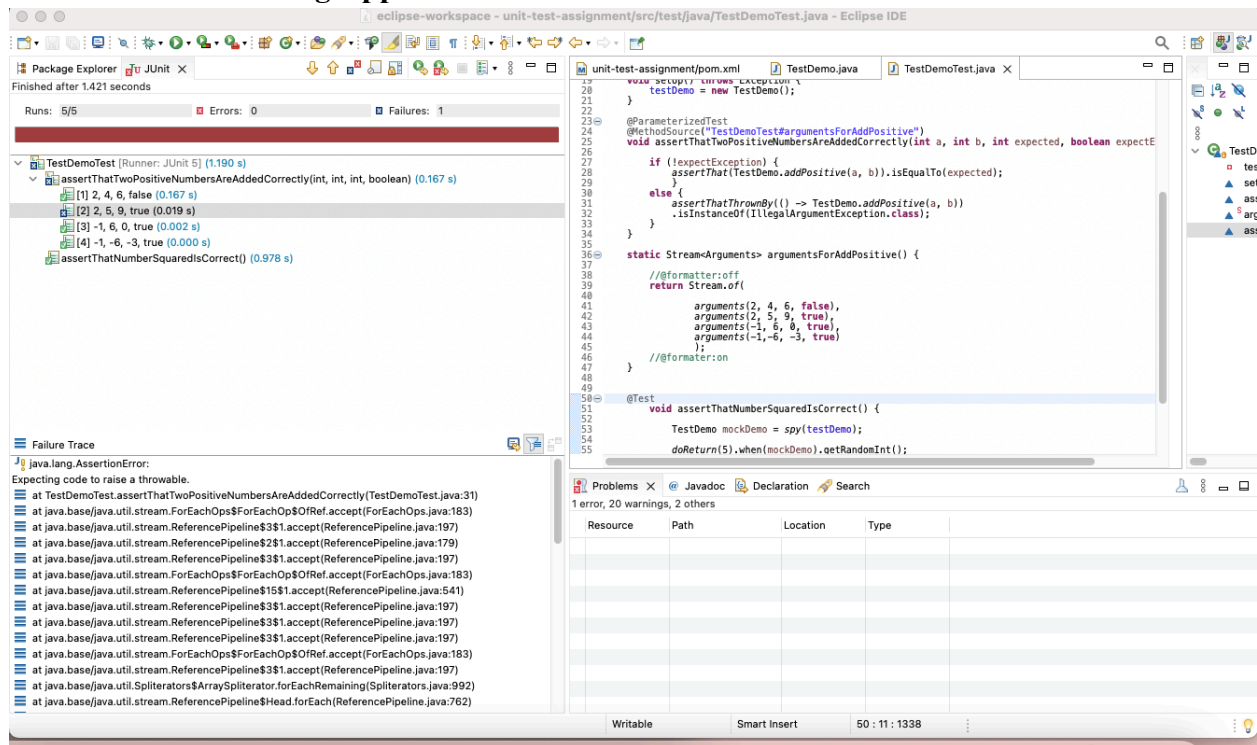 eclipse-workspace - unit-test-assignment/src/test/java/TestDemoTest.java - Eclipse IDE
Package Explorer
JUnit
Finished after 1.421 seconds
Runs: 5/5
Errors: 0
Failures: 1
TestDemoTest [Runner: JUnit 5] (1.190 s)
assertThatTwoPositiveNumbersAreAddedCorrectly(int, int, int, boolean) (0.167 s)
[1] 2, 4, 6, false (0.167 s)
[2] 2, 5, 9, true (0.019 s)
[3] -1, 6, 0, true (0.002 s)
[4] -1, -6, -3, true (0.000 s)
assertThatNumberSquaredIsCorrect() (0.978 s)
Failure Trace
java.lang.AssertionError:
Expecting code to raise a throwable.
at TestDemoTest.assertThatTwoPositiveNumbersAreAddedCorrectly(TestDemoTest.java:31)
at java.base/java.util.stream.ForEachOps$ForEachOp$OfRef.accept(ForEachOps.java:183)
at java.base/java.util.stream.ReferencePipeline$3$1.accept(ReferencePipeline.java:197)
at java.base/java.util.stream.ReferencePipeline$2$1.accept(ReferencePipeline.java:179)
at java.base/java.util.stream.ReferencePipeline$3$1.accept(ReferencePipeline.java:197)
at java.base/java.util.stream.ForEachOps$ForEachOp$OfRef.accept(ForEachOps.java:183)
at java.base/java.util.stream.ReferencePipeline$15$1.accept(ReferencePipeline.java:541)
at java.base/java.util.stream.ReferencePipeline$3$1.accept(ReferencePipeline.java:197)
at java.base/java.util.stream.ReferencePipeline$3$1.accept(ReferencePipeline.java:197)
at java.base/java.util.stream.ReferencePipeline$3$1.accept(ReferencePipeline.java:197)
at java.base/java.util.stream.ForEachOps$ForEachOp$OfRef.accept(ForEachOps.java:183)
at java.base/java.util.stream.ReferencePipeline$3$1.accept(ReferencePipeline.java:197)
at java.base/java.util.Spliterators$ArraySpliterator.forEachRemaining(Spliterators.java:992)
at java.base/java.util.stream.ReferencePipeline$Head.forEach(ReferencePipeline.java:762)
unit-test-assignment/pom.xml
TestDemo.java
TestDemoTest.java
19 void setUp() throws Exception {
20 testDemo = new TestDemo();
21 }
22
23 @ParameterizedTest
24 @MethodSource("TestDemoTest#argumentsForAddPositive")
25 void assertThatTwoPositiveNumbersAreAddedCorrectly(int a, int b, int expected, boolean expectE
26
27 if (!expectException) {
28 assertThat(TestDemo.addPositive(a, b)).isEqualTo(expected);
29 }
30 else {
31 assertThatThrownBy(() -> TestDemo.addPositive(a, b))
32 .isInstanceOf(IllegalArgumentException.class);
33 }
34 }
35
36 static Stream<Arguments> argumentsForAddPositive() {
37
38 //@formatter:off
39 return Stream.of(
40
41 arguments(2, 4, 6, false),
42 arguments(2, 5, 9, true),
43 arguments(-1, 6, 0, true),
44 arguments(-1,-6, -3, true)
45 );
46 //@formater:on
47 }
48
49
50 @Test
51 void assertThatNumberSquaredIsCorrect() {
52
53 TestDemo mockDemo = spy(testDemo);
54
55 doReturn(5).when(mockDemo).getRandomInt();
TestD
tes
set
ass
arg
ass
Problems
Javadoc
Declaration
Search
1 error, 20 warnings, 2 others
Resource
Path
Location
Type
Writable
Smart Insert
50 : 11 : 1338